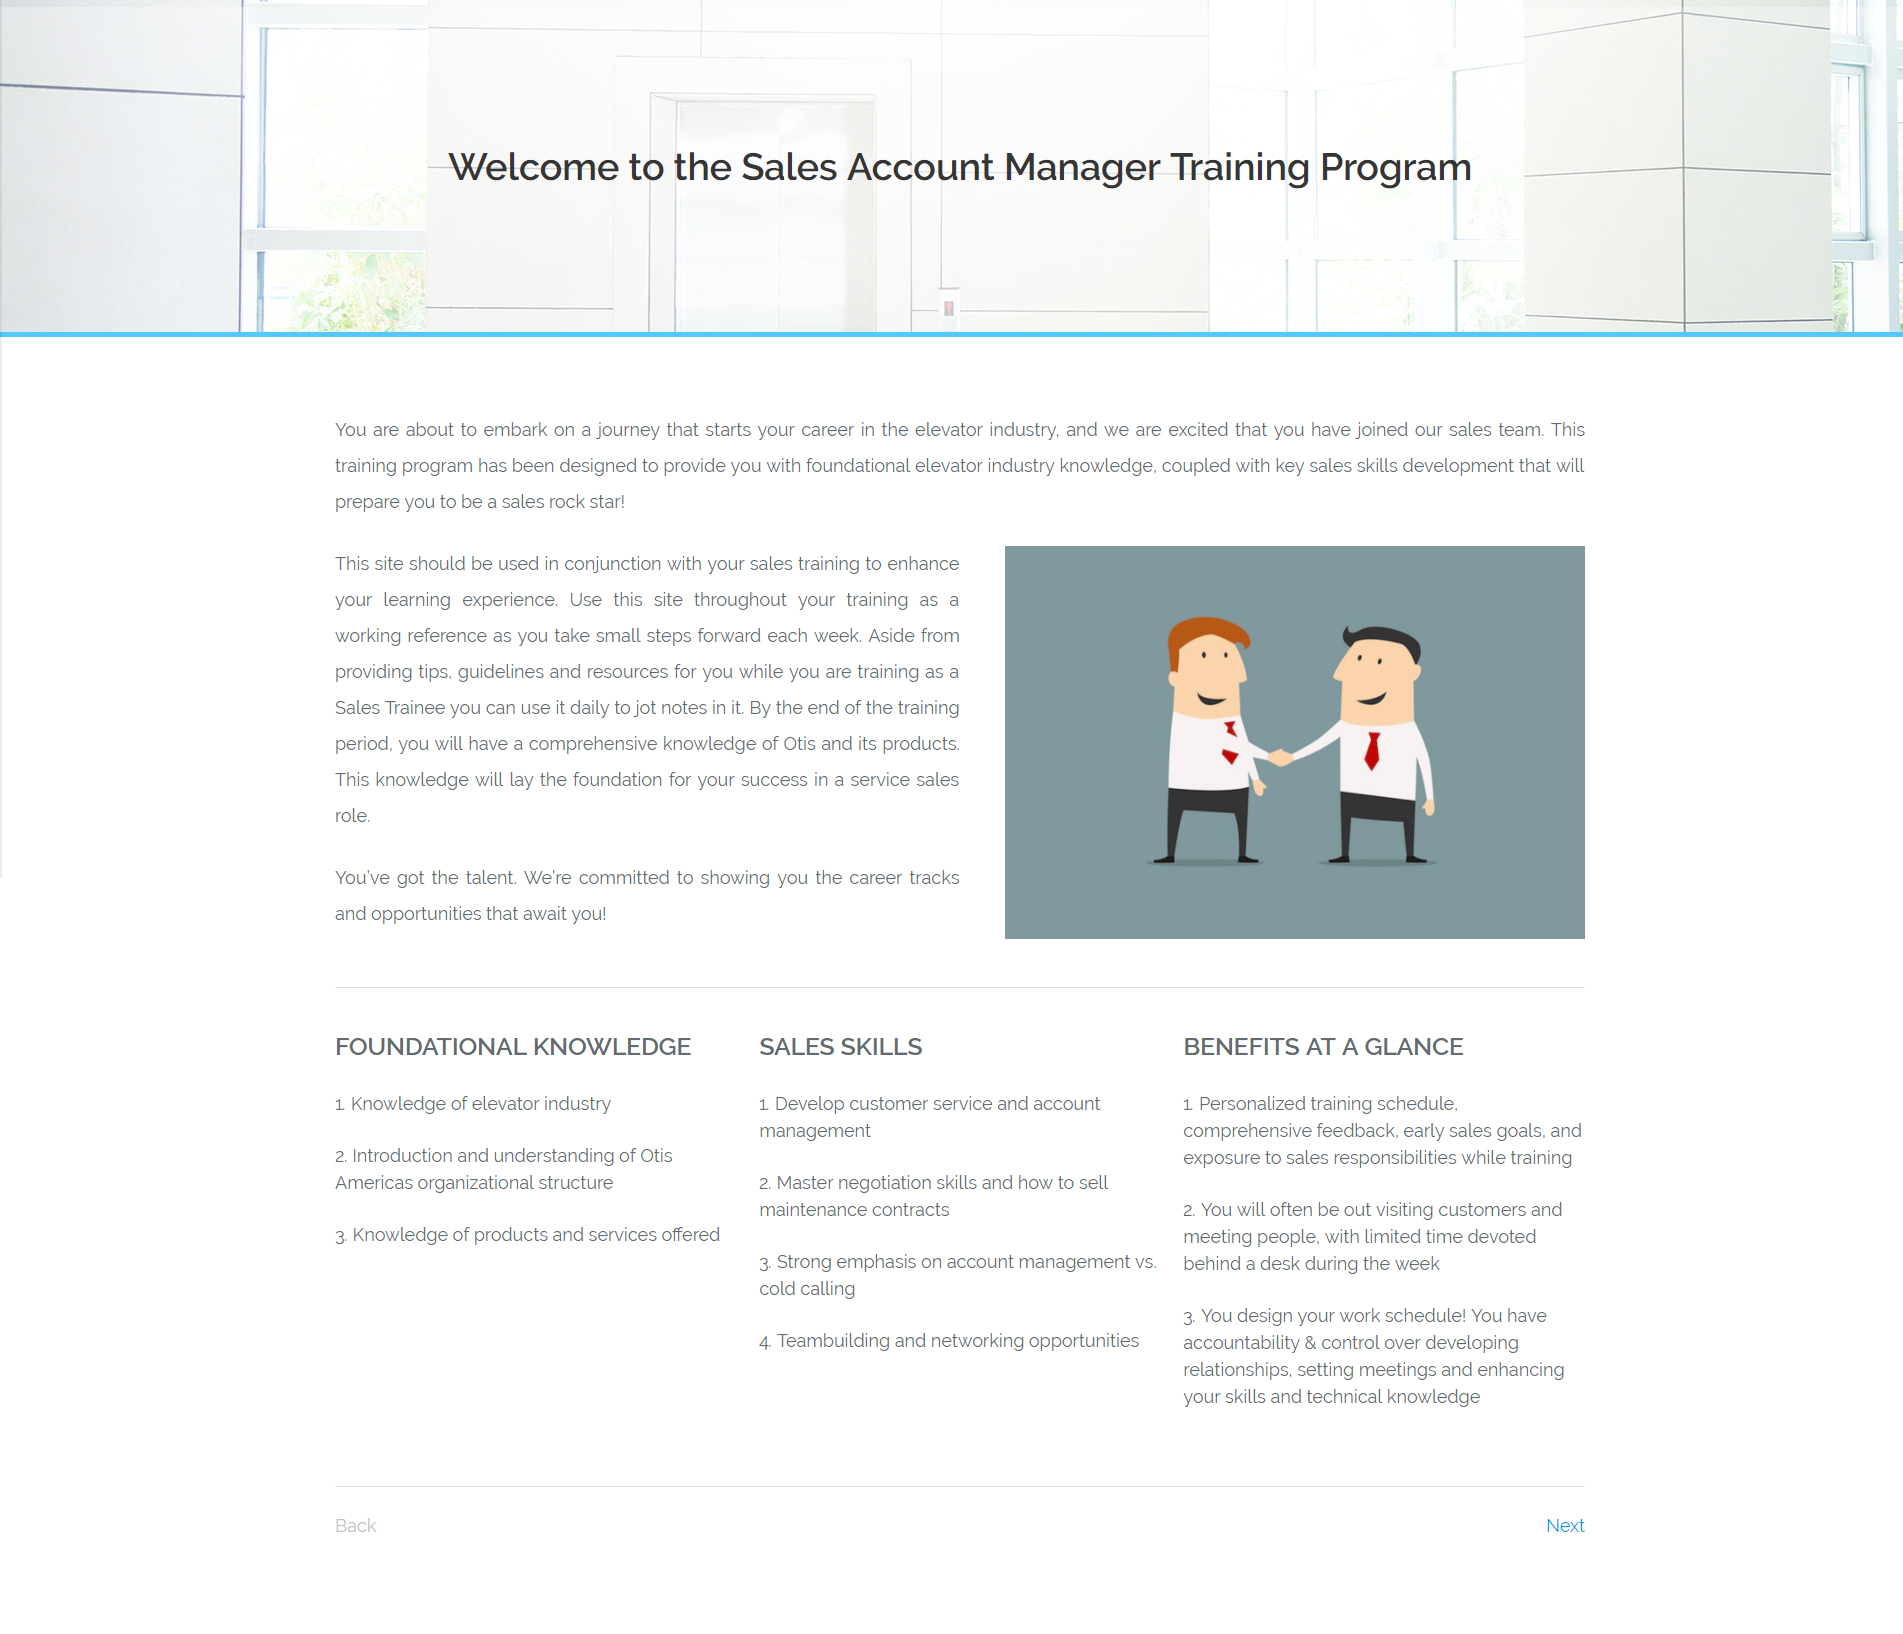 Welcome to the Sales Account Manager Training Program
You are about to embark on a journey that starts your career in the elevator industry, and we are excited that you have joined our sales team. This
training program has been designed to provide you with foundational elevator industry knowledge, coupled with key sales skills development that will
prepare you to be a sales rock star!
This site should be used in conjunction with your sales training to enhance
your learning experience. Use this site throughout your training as a
working reference as you take small steps forward each week. Aside from
providing tips, guidelines and resources for you while you are training as a
Sales Trainee you can use it daily to jot notes in it. By the end of the training
period, you will have a comprehensive knowledge of Otis and its products.
This knowledge will lay the foundation for your success in a service sales
role.
You've got the talent. We're committed to showing you the career tracks
and opportunities that await you!
FOUNDATIONAL KNOWLEDGE
1. Knowledge of elevator industry
2. Introduction and understanding of Otis
Americas organizational structure
3. Knowledge of products and services offered
SALES SKILLS
1. Develop customer service and account
management
2. Master negotiation skills and how to sell
maintenance contracts
3. Strong emphasis on account management vs.
cold calling
4. Teambuilding and networking opportunities
BENEFITS AT A GLANCE
1. Personalized training schedule,
comprehensive feedback, early sales goals, and
exposure to sales responsibilities while training
2. You will often be out visiting customers and
meeting people, with limited time devoted
behind a desk during the week
3. You design your work schedule! You have
accountability & control over developing
relationships, setting meetings and enhancing
your skills and technical knowledge
Back
Next